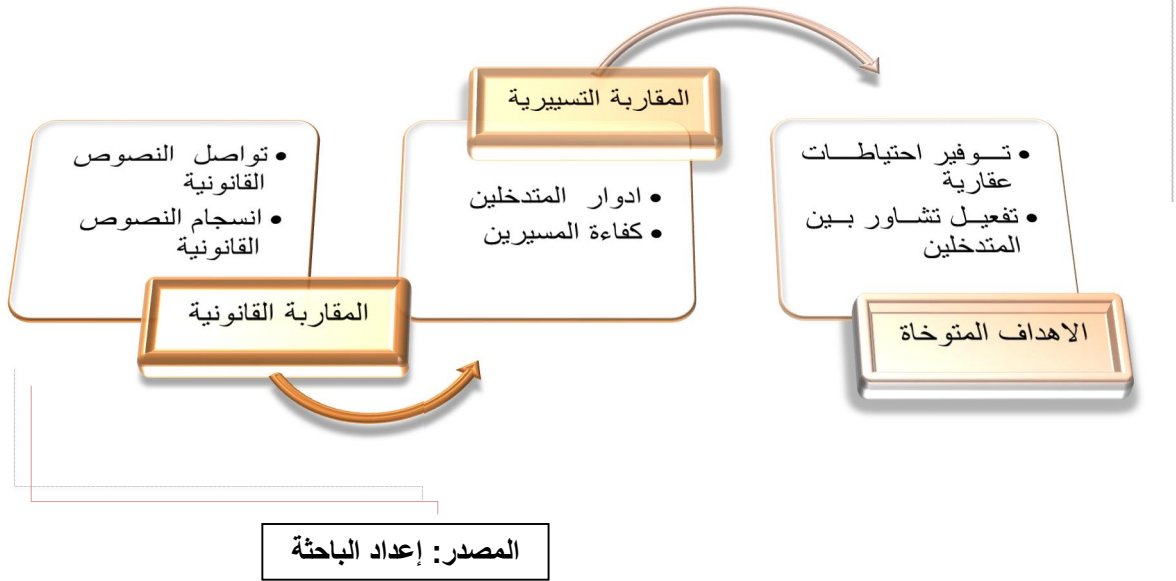 المقاربة القانونية
• تواصل النصوص
القانونية
• انسجام النصوص
القانونية
المقاربة التسييرية
• ادوار المتدخلين
• كفاءة المسيرين
الاهداف المتوخاة
• تــوفير احتياطــات
عقارية
• تفعيـل تشـاور بـين
المتدخلين
المصدر: إعداد الباحثة